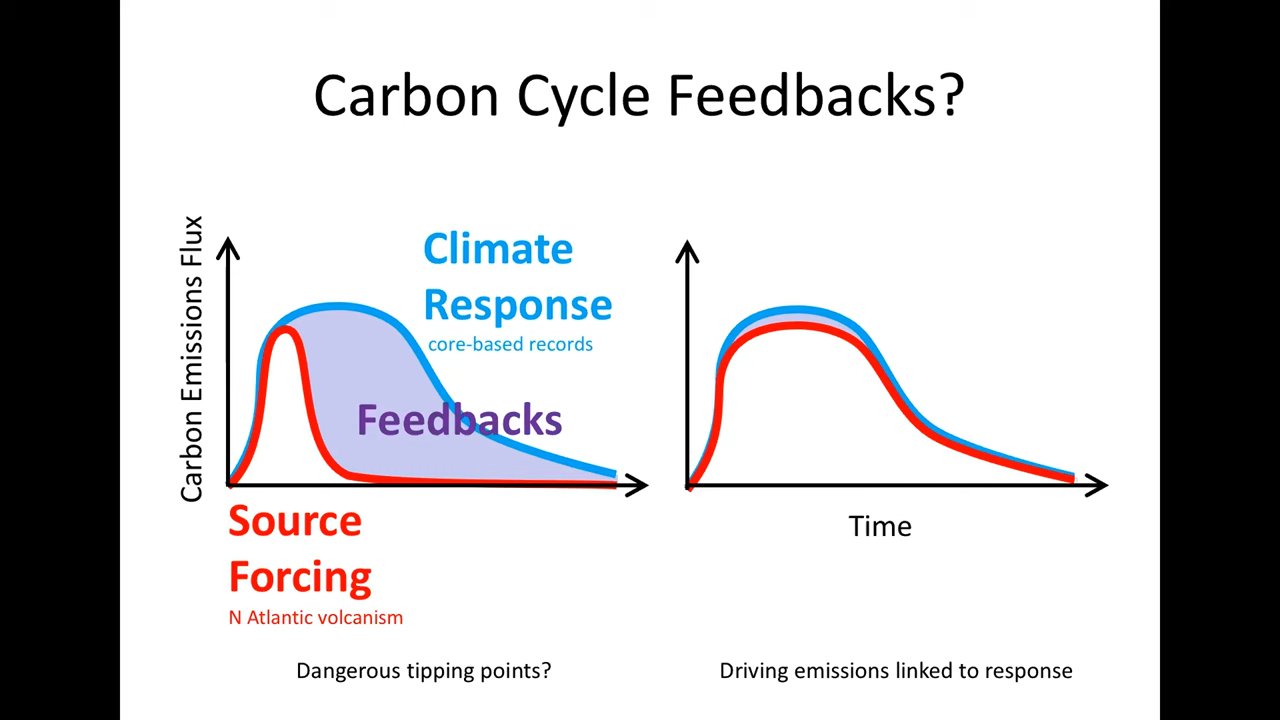 Carbon Cycle Feedbacks?
Carbon Emissions Flux
Climate
Response
core-based records
Feedbacks
Source
Forcing
N Atlantic volcanism
Time
Dangerous tipping points?
Driving emissions linked to response